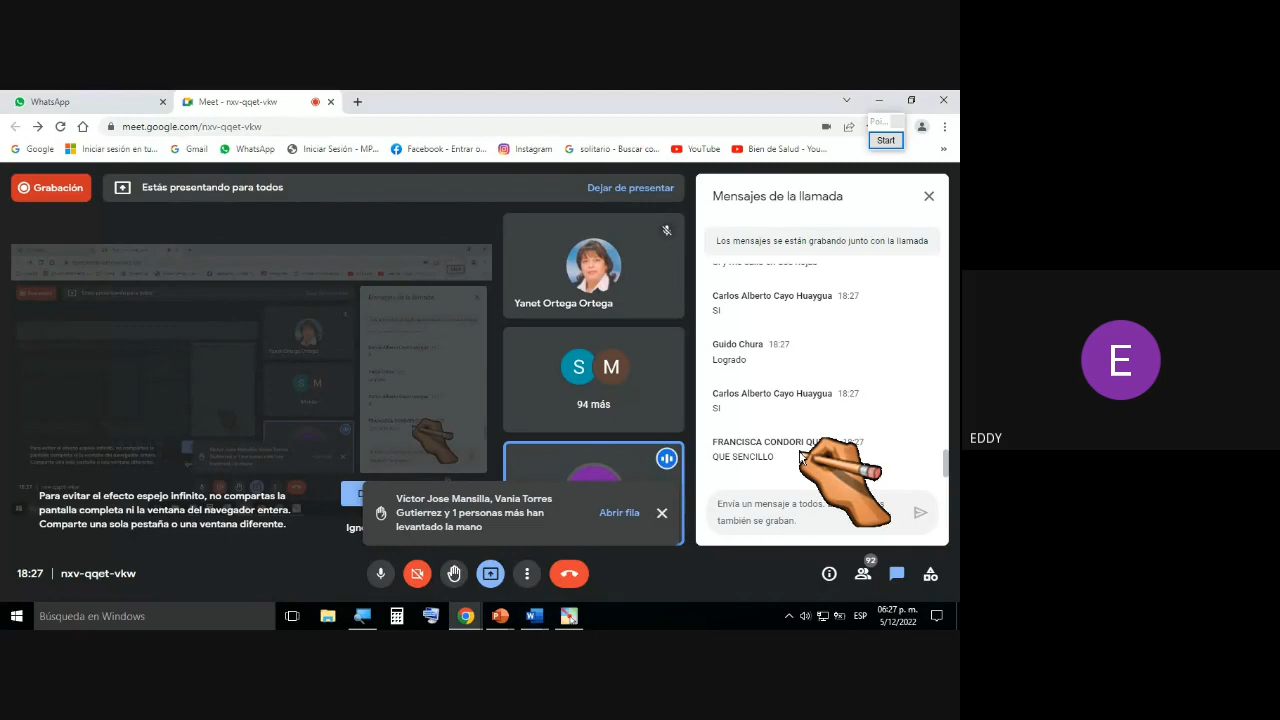 WhatsApp
Meet - nxv-qqet-vkw
meet.google.com/nxv-qqet-vkw
Poi...
Start
Google
Iniciar sesión en tu...
Gmail
WhatsApp
Iniciar Sesión - MP...
Facebook - Entrar o...
Instagram
solitario - Buscar co...
YouTube
Bien de Salud - You...
»
Grabación
Estás presentando para todos
Dejar de presentar
Mensajes de la llamada
Los mensajes se están grabando junto con la llamada
Carlos Alberto Cayo Huaygua 18:27
SI
Guido Chura 18:27
Logrado
Carlos Alberto Cayo Huaygua 18:27
SI
FRANCISCA CONDORI 18:27
QUE SENCILLO
Envía un mensaje a todos.
también se graban.
Yanet Ortega Ortega
S M
94 más
Para evitar el efecto espejo infinito, no compartas la
pantalla completa ni la ventana del navegador entera.
Comparte una sola pestaña o una ventana diferente.
Víctor Jose Mansilla, Vania Torres
Gutierrez y 1 personas más han
levantado la mano
Abrir fila
18:27 | nxv-qqet-vkw
92
Búsqueda en Windows
ESP
06:27 p. m.
5/12/2022
E
EDDY